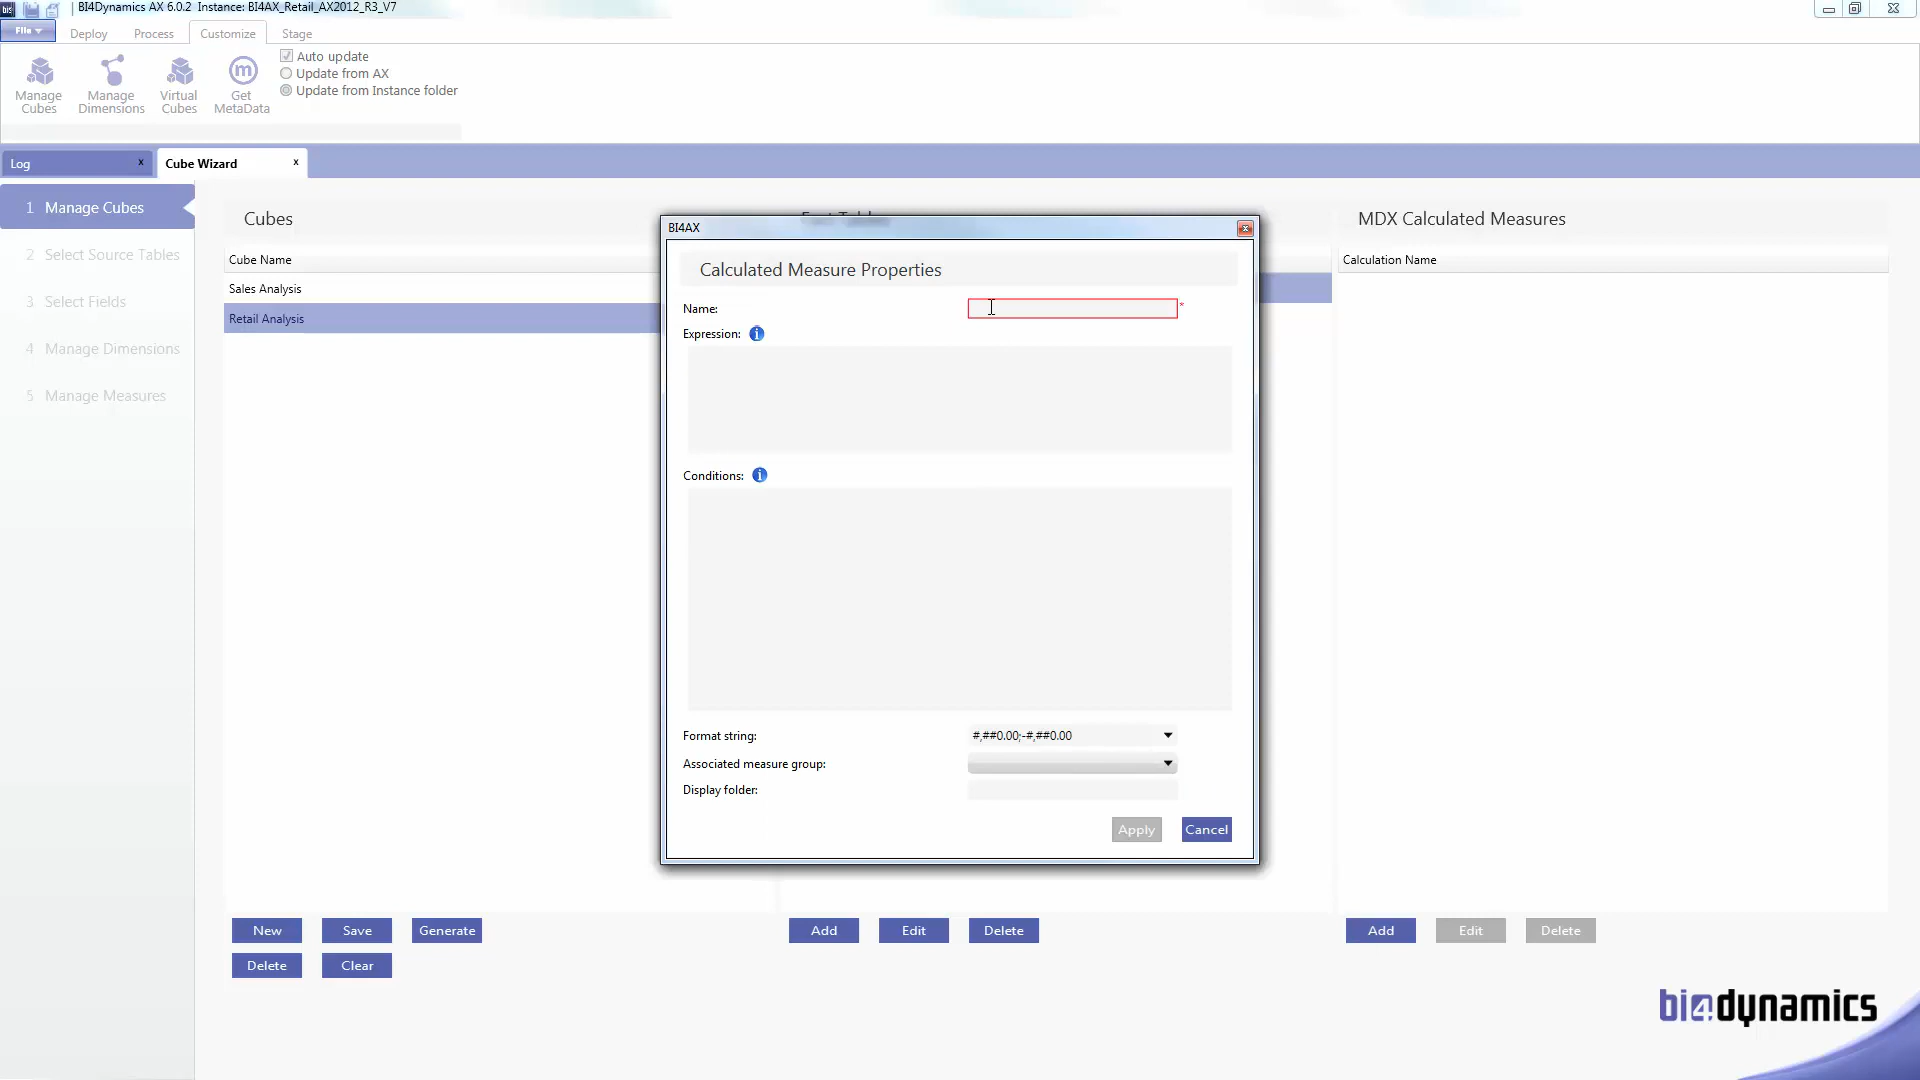 BI4Dynamics AX 6.0.2 Instance: BI4AX_Retail_AX2012_R3_V7
File
Deploy
Process
Customize
Stage
Manage Cubes
Manage Dimensions
Virtual Cubes
Get MetaData
Auto update
Update from AX
Update from Instance folder
Log x
Cube Wizard x
1 Manage Cubes
2 Select Source Tables
3 Select Fields
4 Manage Dimensions
5 Manage Measures
Cubes
Cube Name
Sales Analysis
Retail Analysis
New
Save
Generate
Delete
Clear
BI4AX
Calculated Measure Properties
Name: *
Expression:
Conditions:
Format string: #,##0.00;-#,##0.00
Associated measure group:
Display folder:
Apply
Cancel
Add
Edit
Delete
MDX Calculated Measures
Calculation Name
Add
Edit
Delete
bi4dynamics